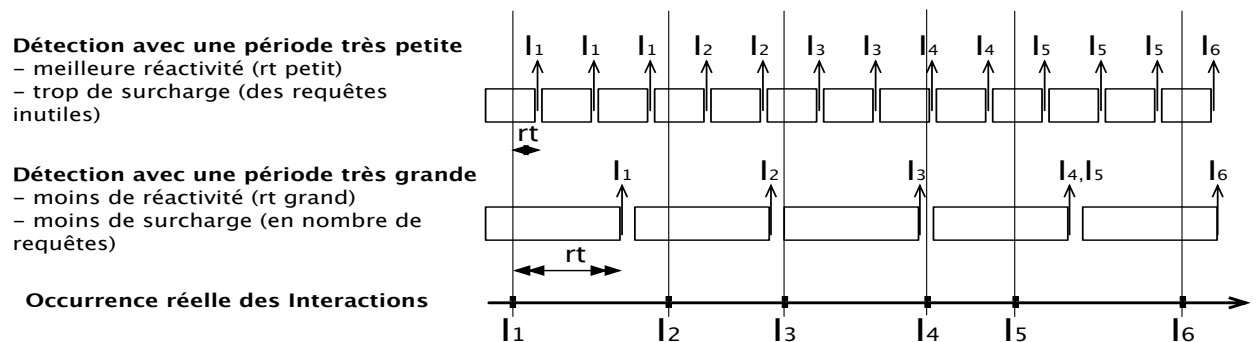 Détection avec une période très petite
– meilleure réactivité (rt petit)
– trop de surcharge (des requêtes
inutiles)
I1 I1 I1 I2 I2 I3 I3 I4 I4 I5 I5 I5 I6
rt
Détection avec une période très grande
– moins de réactivité (rt grand)
– moins de surcharge (en nombre de
requêtes)
I1 I2 I3 I4,I5 I6
rt
Occurrence réelle des Interactions
I1 I2 I3 I4 I5 I6